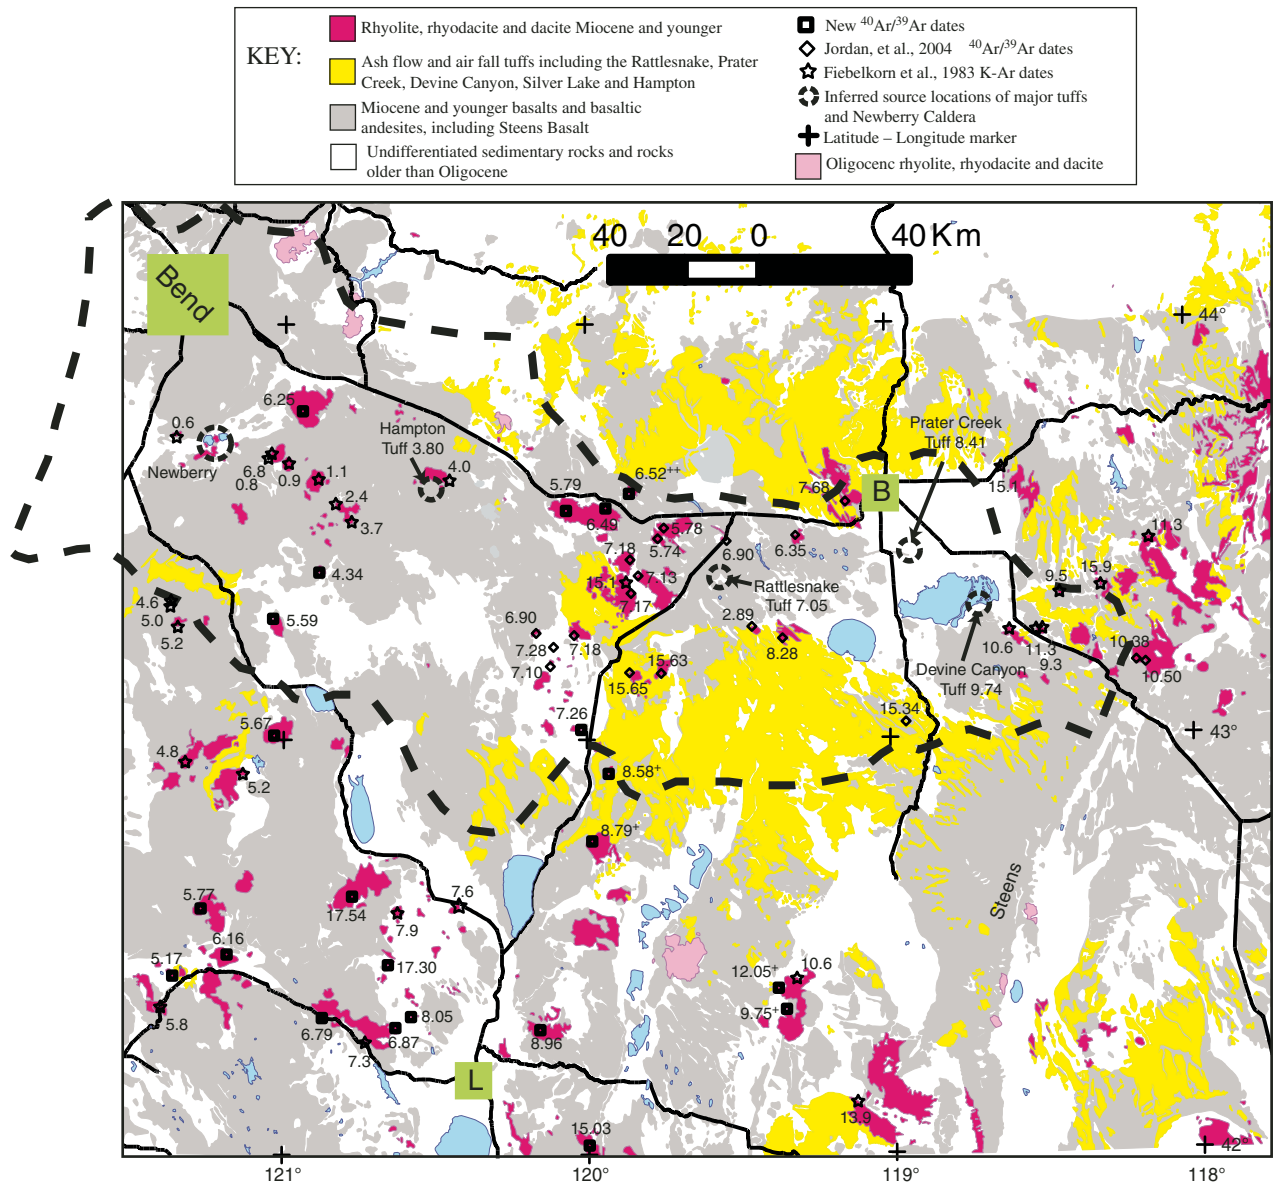 KEY:
Rhyolite, rhyodacite and dacite Miocene and younger
Ash flow and air fall tuffs including the Rattlesnake, Prater
Creek, Devine Canyon, Silver Lake and Hampton
Miocene and younger basalts and basaltic
andesites, including Steens Basalt
Undifferentiated sedimentary rocks and rocks
older than Oligocene
New ⁴⁰Ar/³⁹Ar dates
Jordan, et al., 2004 ⁴⁰Ar/³⁹Ar dates
Fiebelkorn et al., 1983 K-Ar dates
Inferred source locations of major tuffs
and Newberry Caldera
Latitude – Longitude marker
Oligocenc rhyolite, rhyodacite and dacite
40 20 0 40 Km
Bend
44°
6.25
0.6
Newberry
6.8
0.8
0.9
1.1
2.4
3.7
Hampton
Tuff 3.80
4.0
Prater Creek
Tuff 8.41
6.52⁺⁺
5.79
6.49
7.68
B
15.1
5.78
5.74
6.90
6.35
7.18
15.1
7.13
7.17
Rattlesnake
Tuff 7.05
11.3
15.9
9.5
4.34
4.6
5.0
5.2
5.59
6.90
7.28
7.18
7.10
2.89
8.28
10.6
11.3
9.3
10.38
10.50
Devine Canyon
Tuff 9.74
15.63
15.65
15.34
7.26
5.67
43°
4.8
5.2
8.58⁺
8.79⁺
Steens
5.77
17.54
7.6
7.9
6.16
5.17
17.30
12.05⁺
10.6
9.75⁺
5.8
6.79
8.05
6.87
7.3
8.96
L
13.9
15.03
42°
121°
120°
119°
118°